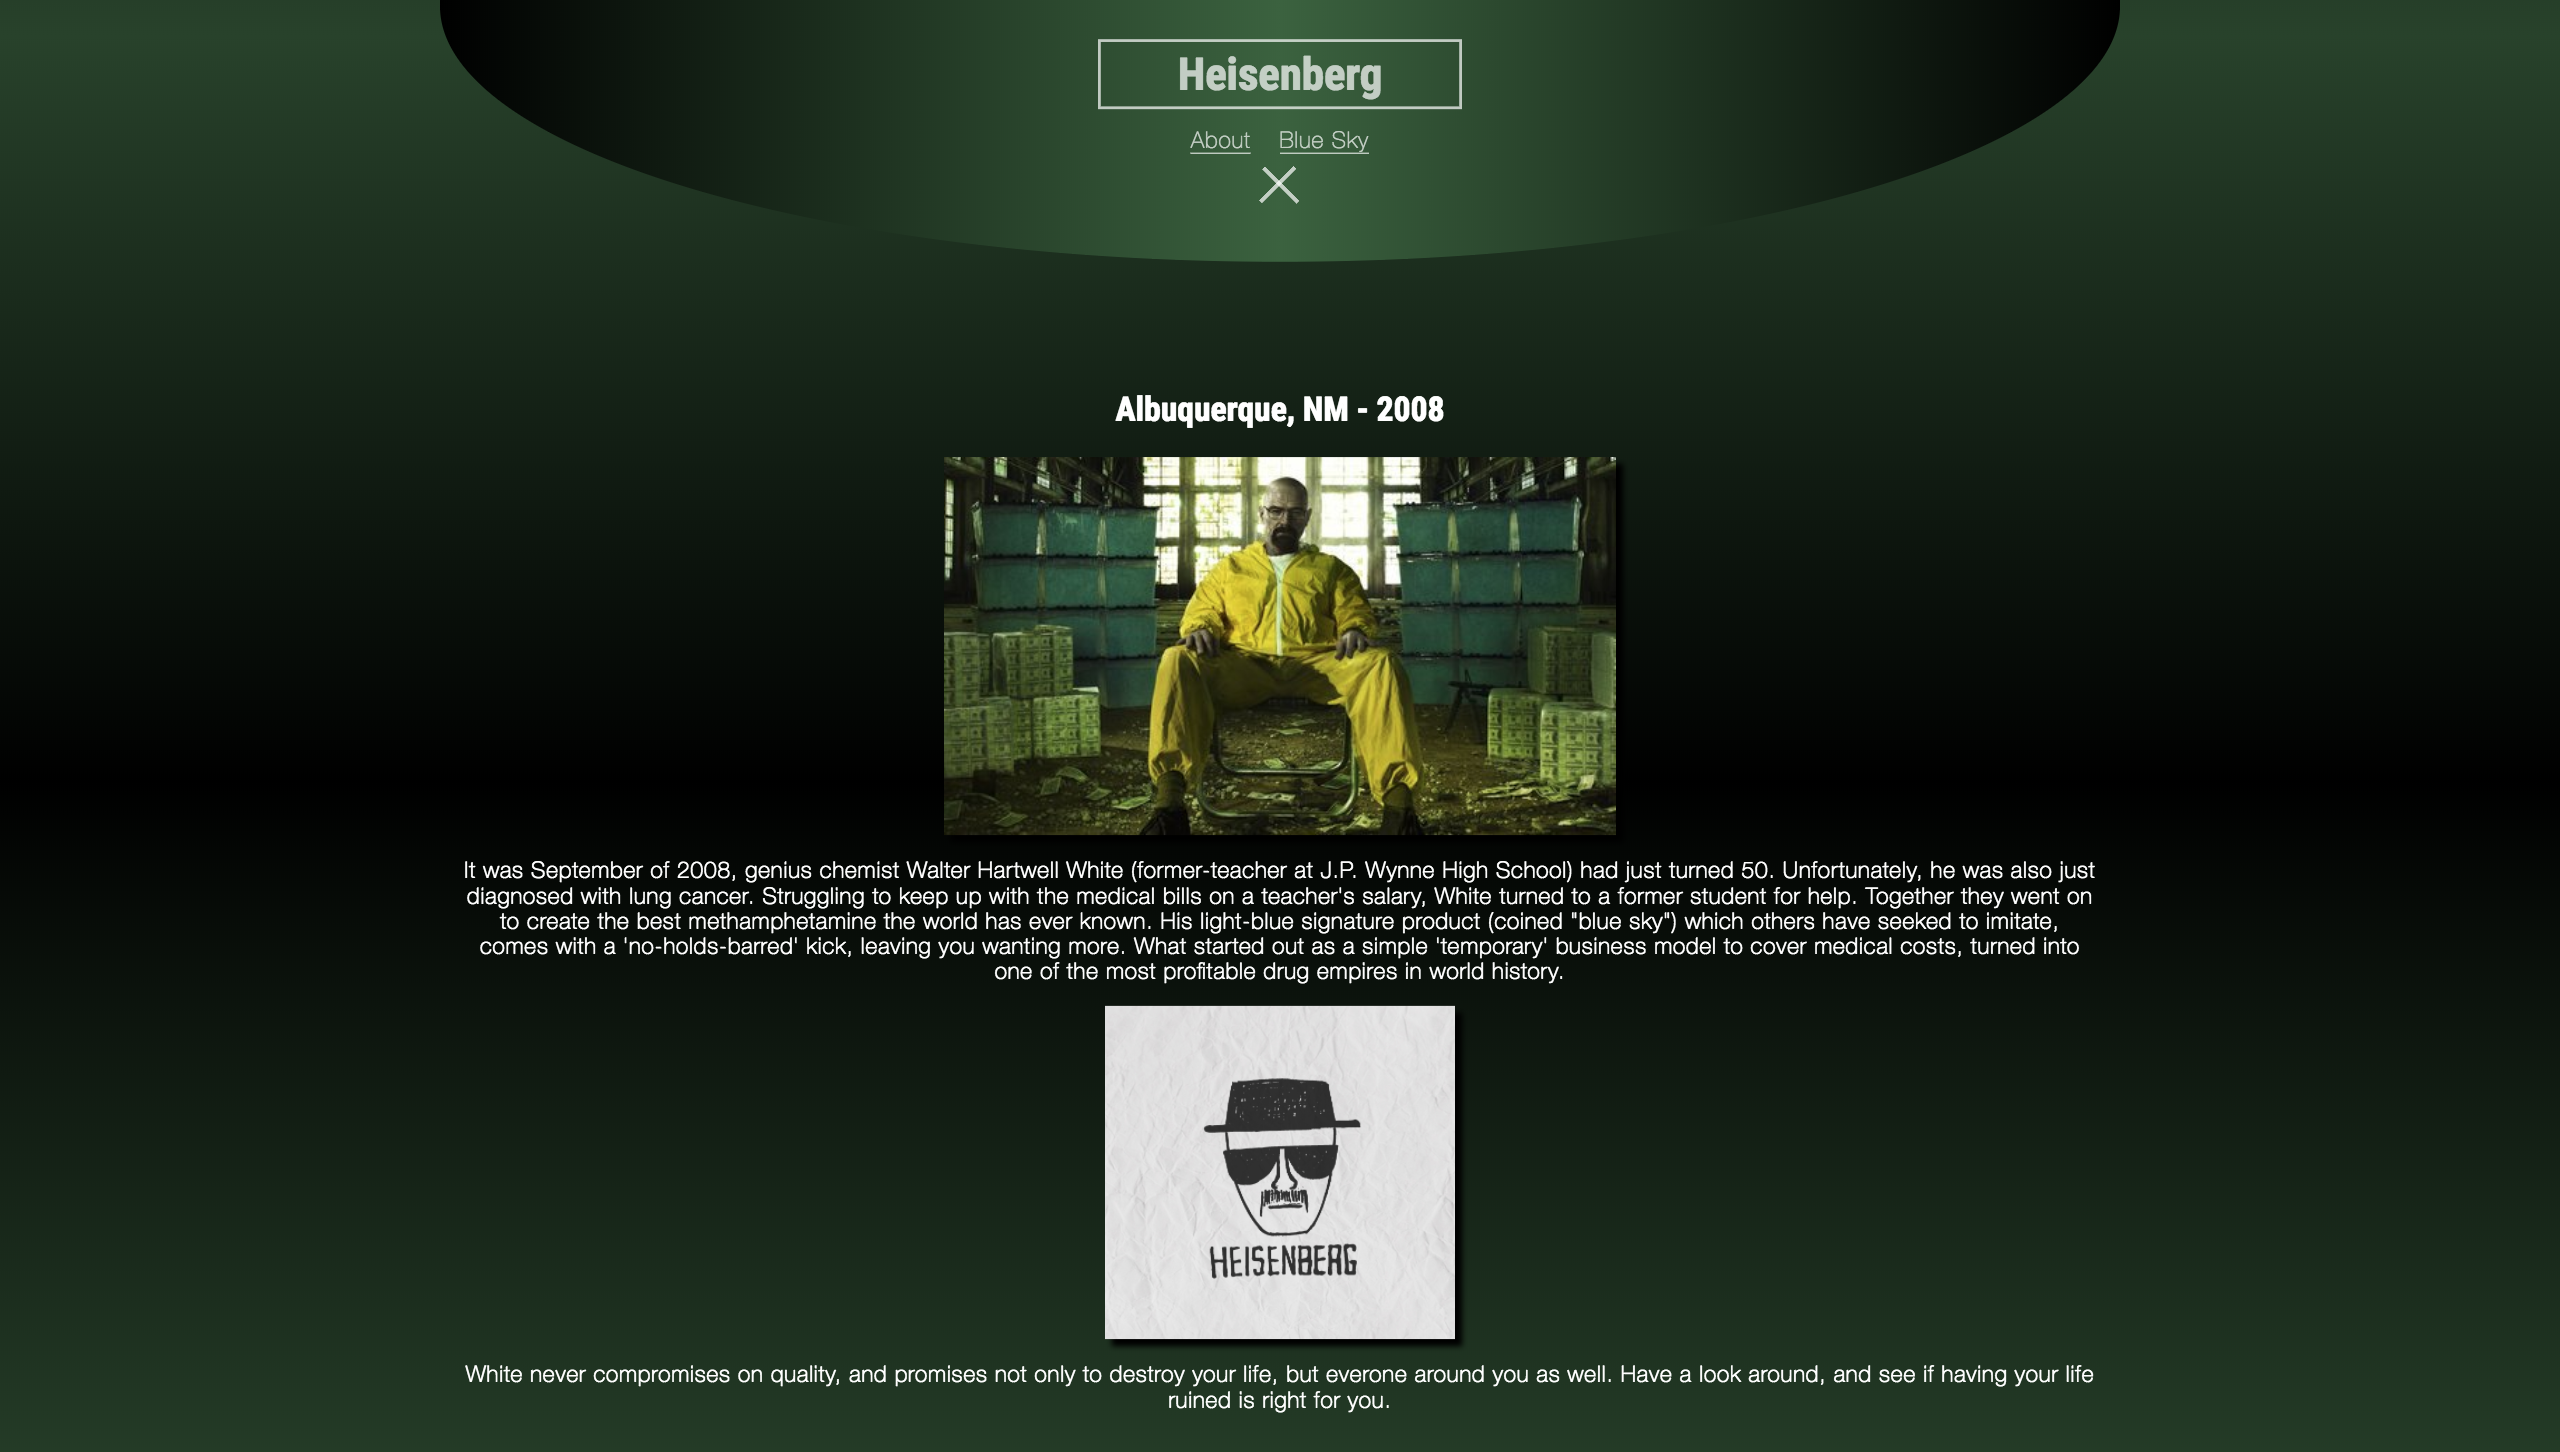 Heisenberg
About Blue Sky
Albuquerque, NM - 2008
It was September of 2008, genius chemist Walter Hartwell White (former-teacher at J.P. Wynne High School) had just turned 50. Unfortunately, he was also just
diagnosed with lung cancer. Struggling to keep up with the medical bills on a teacher's salary, White turned to a former student for help. Together they went on
to create the best methamphetamine the world has ever known. His light-blue signature product (coined "blue sky") which others have seeked to imitate,
comes with a 'no-holds-barred' kick, leaving you wanting more. What started out as a simple 'temporary' business model to cover medical costs, turned into
one of the most profitable drug empires in world history.
HEISENBERG
White never compromises on quality, and promises not only to destroy your life, but everone around you as well. Have a look around, and see if having your life
ruined is right for you.